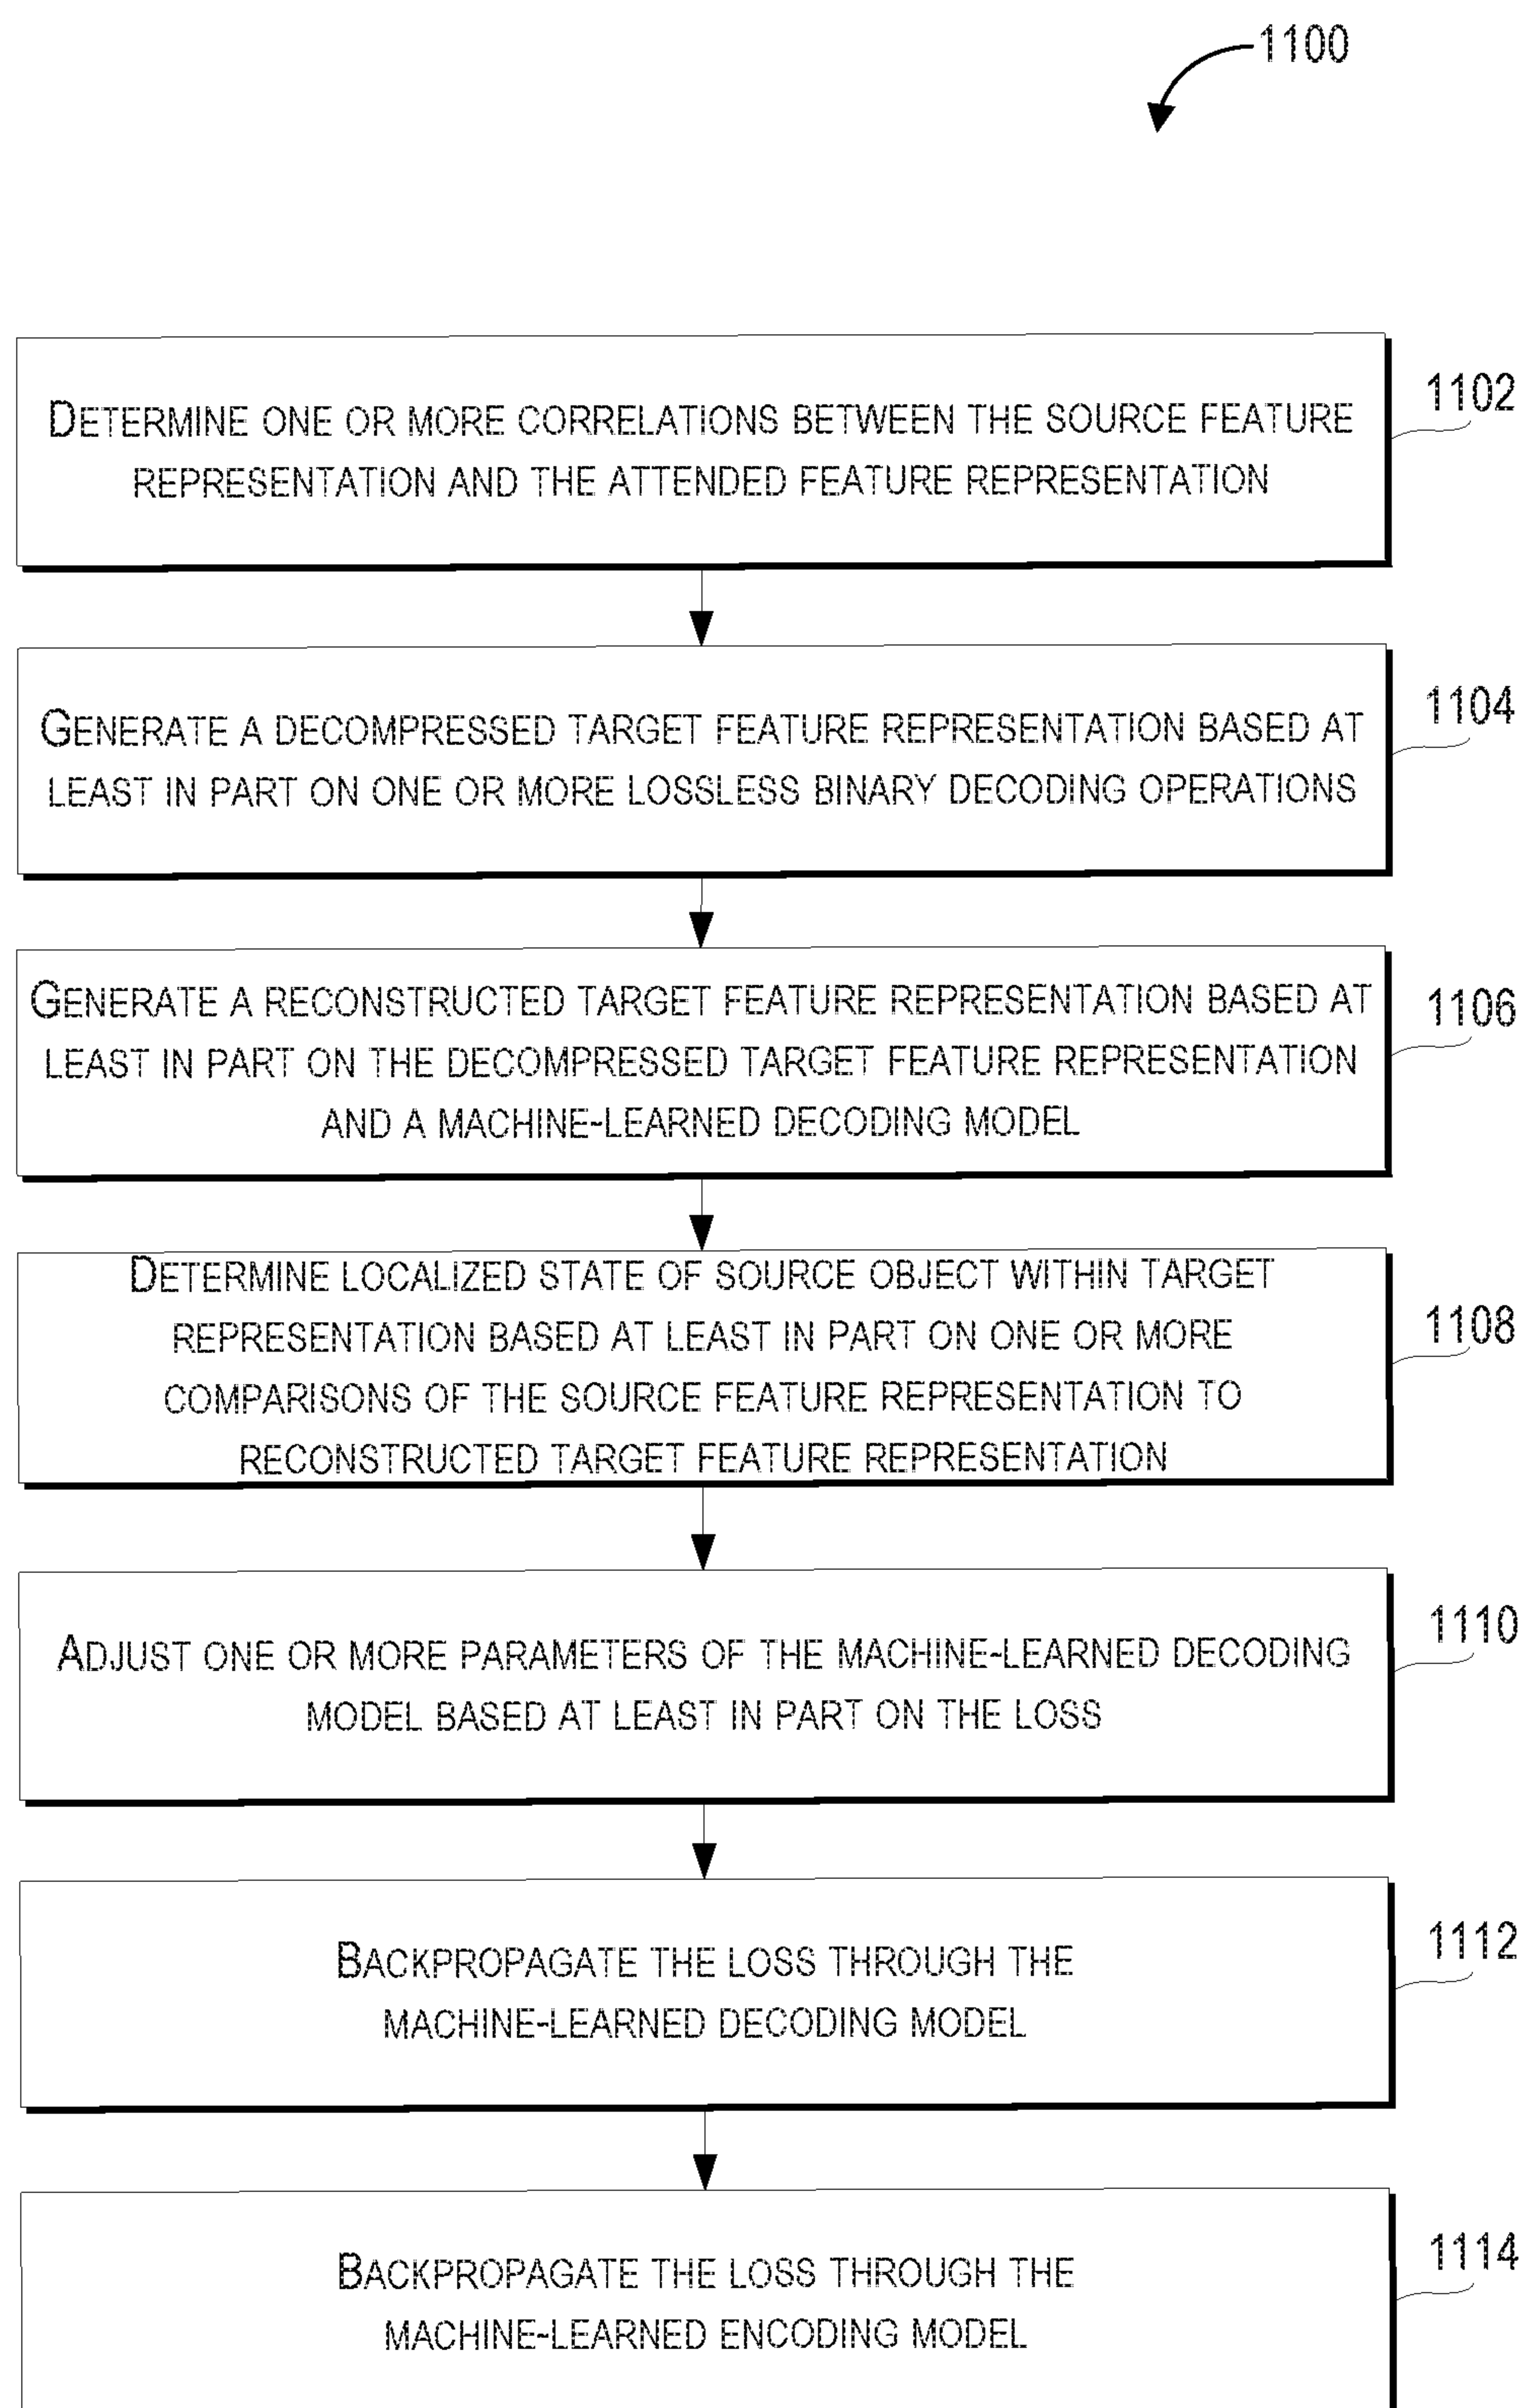 1100
DETERMINE ONE OR MORE CORRELATIONS BETWEEN THE SOURCE FEATURE
REPRESENTATION AND THE ATTENDED FEATURE REPRESENTATION
1102
GENERATE A DECOMPRESSED TARGET FEATURE REPRESENTATION BASED AT
LEAST IN PART ON ONE OR MORE LOSSLESS BINARY DECODING OPERATIONS
1104
GENERATE A RECONSTRUCTED TARGET FEATURE REPRESENTATION BASED AT
LEAST IN PART ON THE DECOMPRESSED TARGET FEATURE REPRESENTATION
AND A MACHINE-LEARNED DECODING MODEL
1106
DETERMINE LOCALIZED STATE OF SOURCE OBJECT WITHIN TARGET
REPRESENTATION BASED AT LEAST IN PART ON ONE OR MORE
COMPARISONS OF THE SOURCE FEATURE REPRESENTATION TO
RECONSTRUCTED TARGET FEATURE REPRESENTATION
1108
ADJUST ONE OR MORE PARAMETERS OF THE MACHINE-LEARNED DECODING
MODEL BASED AT LEAST IN PART ON THE LOSS
1110
BACKPROPAGATE THE LOSS THROUGH THE
MACHINE-LEARNED DECODING MODEL
1112
BACKPROPAGATE THE LOSS THROUGH THE
MACHINE-LEARNED ENCODING MODEL
1114